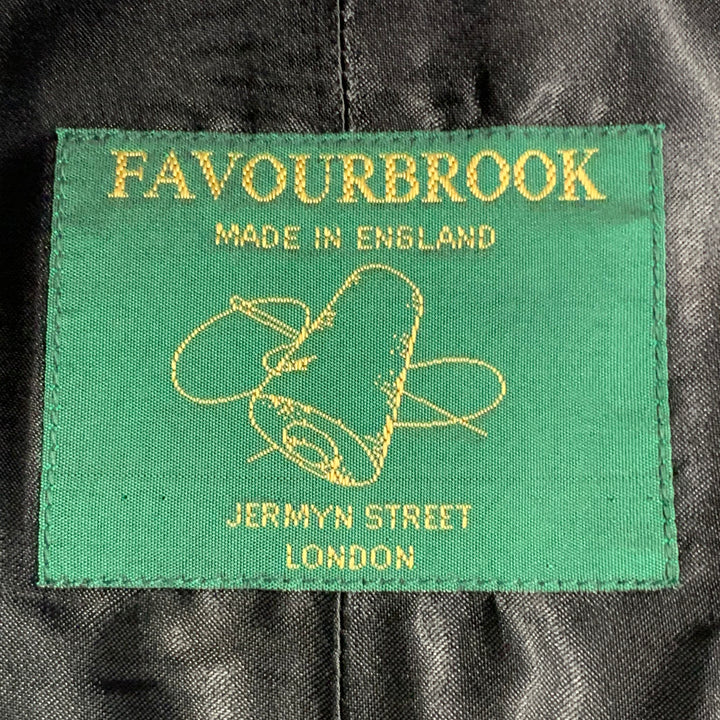 FAVOURBROOK
MADE IN ENGLAND
JERMYN STREET
LONDON